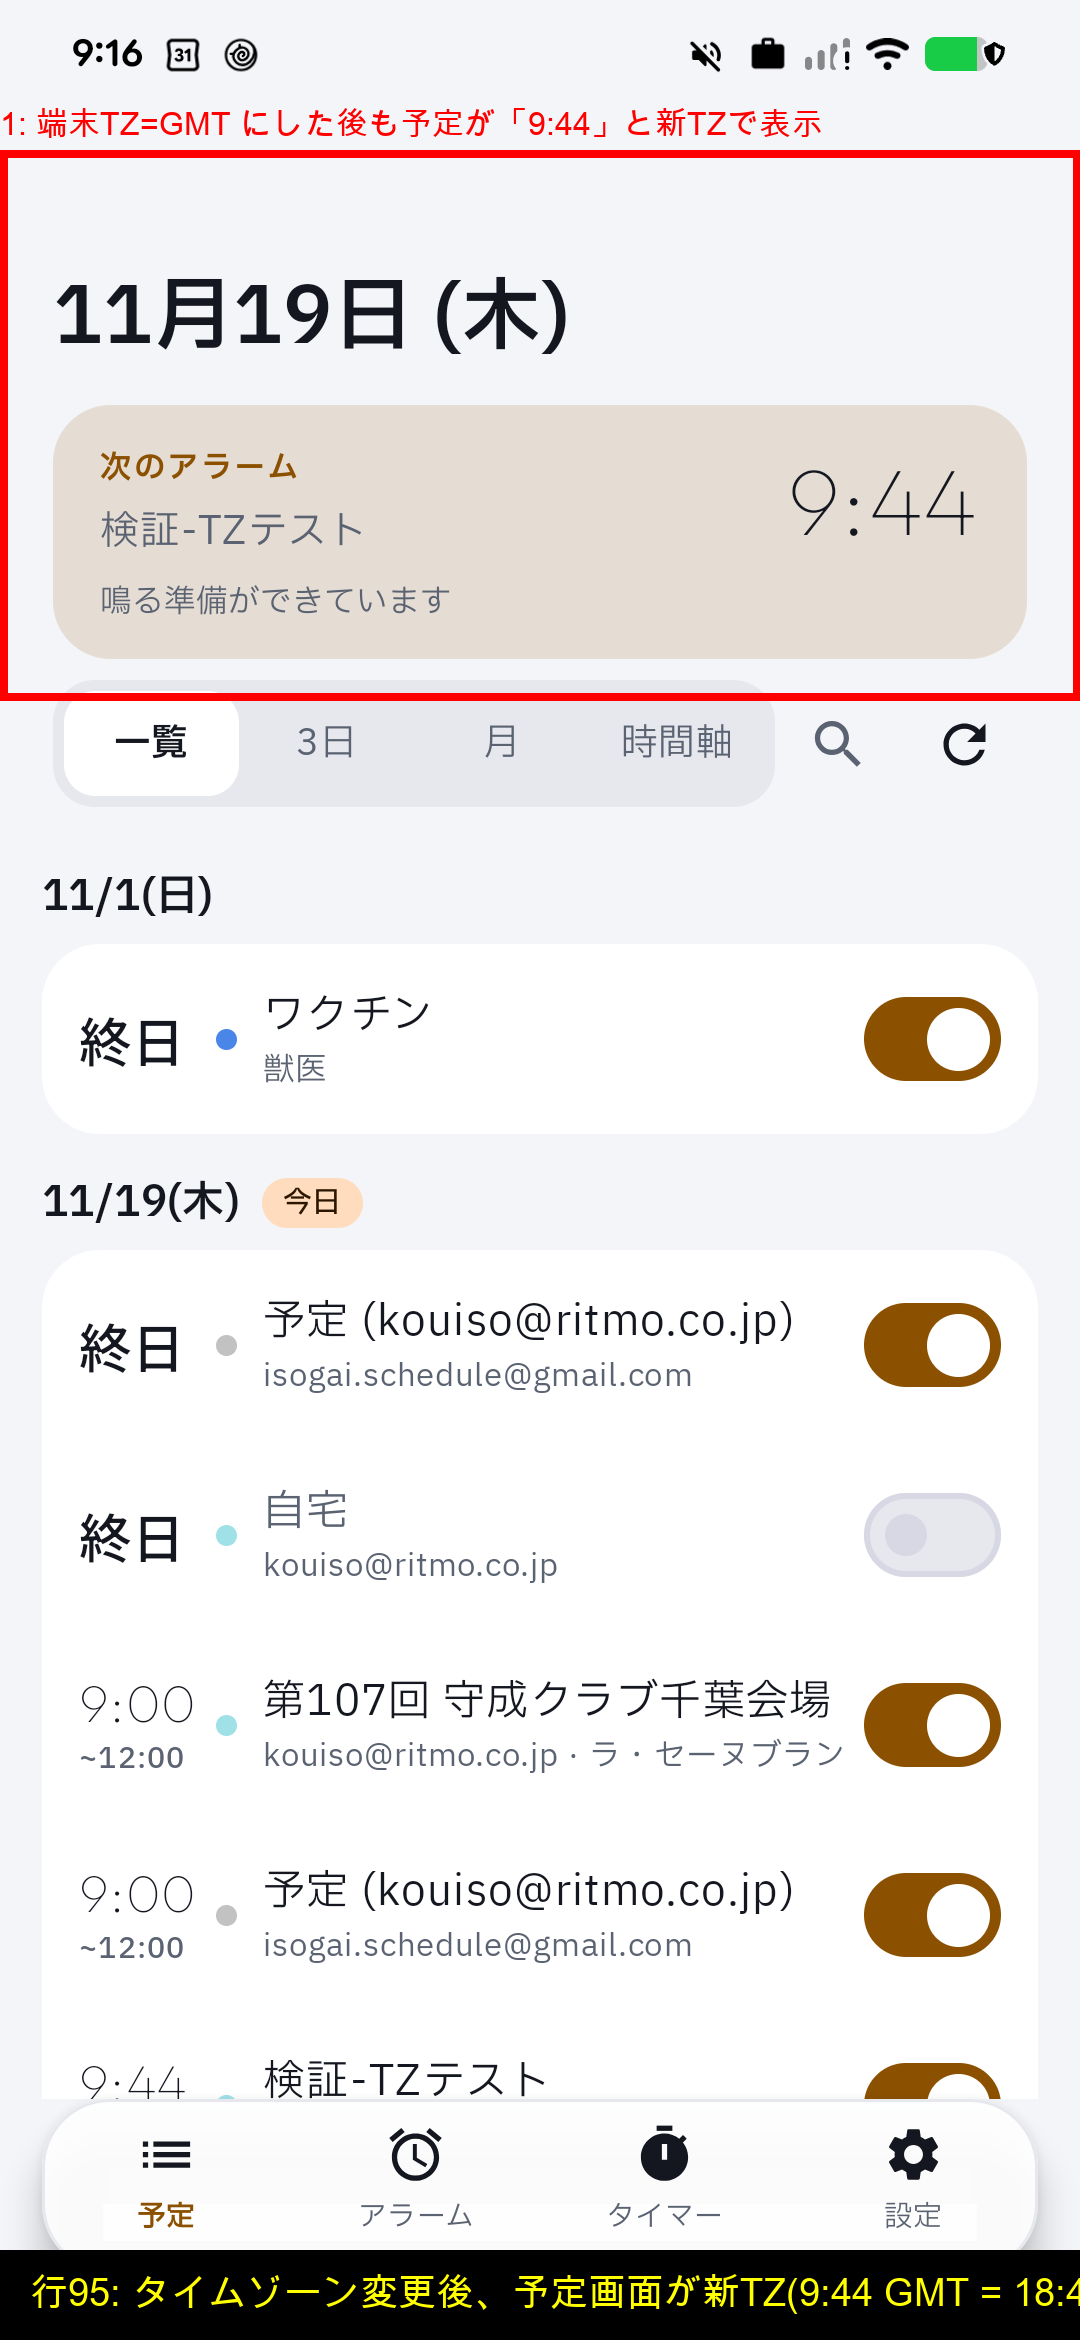 9:16
31
1: 端末TZ=GMT にした後も予定が「9:44」と新TZで表示
11月19日 (木)
次のアラーム
検証-TZテスト
9:44
鳴る準備ができています
一覧
3日
月
時間軸
11/1(日)
終日
ワクチン
獣医
11/19(木)
今日
終日
予定 (kouiso@ritmo.co.jp)
isogai.schedule@gmail.com
終日
自宅
kouiso@ritmo.co.jp
9:00
~12:00
第107回 守成クラブ千葉会場
kouiso@ritmo.co.jp · ラ・セーヌブラン
9:00
~12:00
予定 (kouiso@ritmo.co.jp)
isogai.schedule@gmail.com
9:44
検証-TZテスト
予定
アラーム
タイマー
設定
行95: タイムゾーン変更後、予定画面が新TZ(9:44 GMT = 18:4